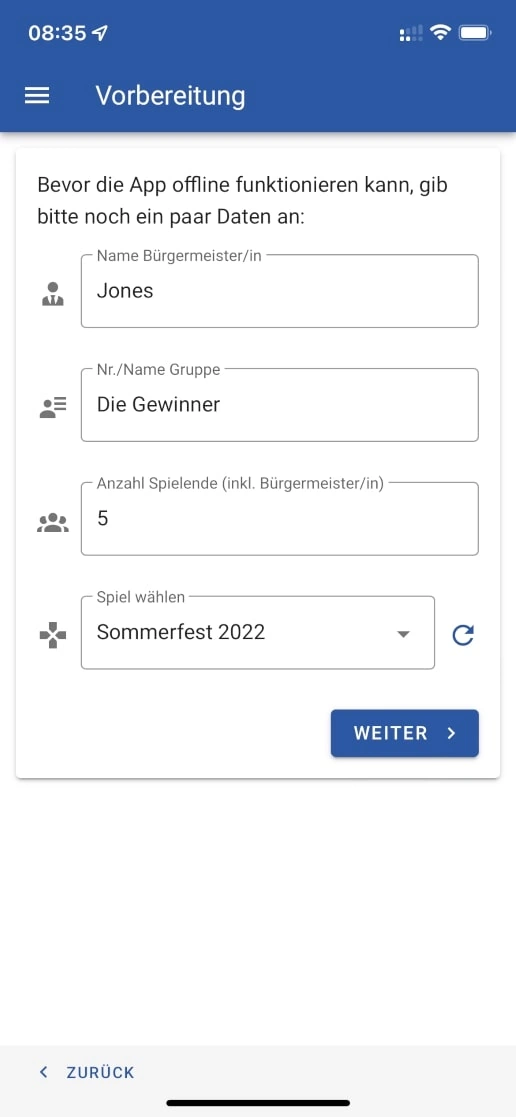 08:35
Vorbereitung
Bevor die App offline funktionieren kann, gib
bitte noch ein paar Daten an:
Name Bürgermeister/in
Jones
Nr./Name Gruppe
Die Gewinner
Anzahl Spielende (inkl. Bürgermeister/in)
5
Spiel wählen
Sommerfest 2022
WEITER
ZURÜCK